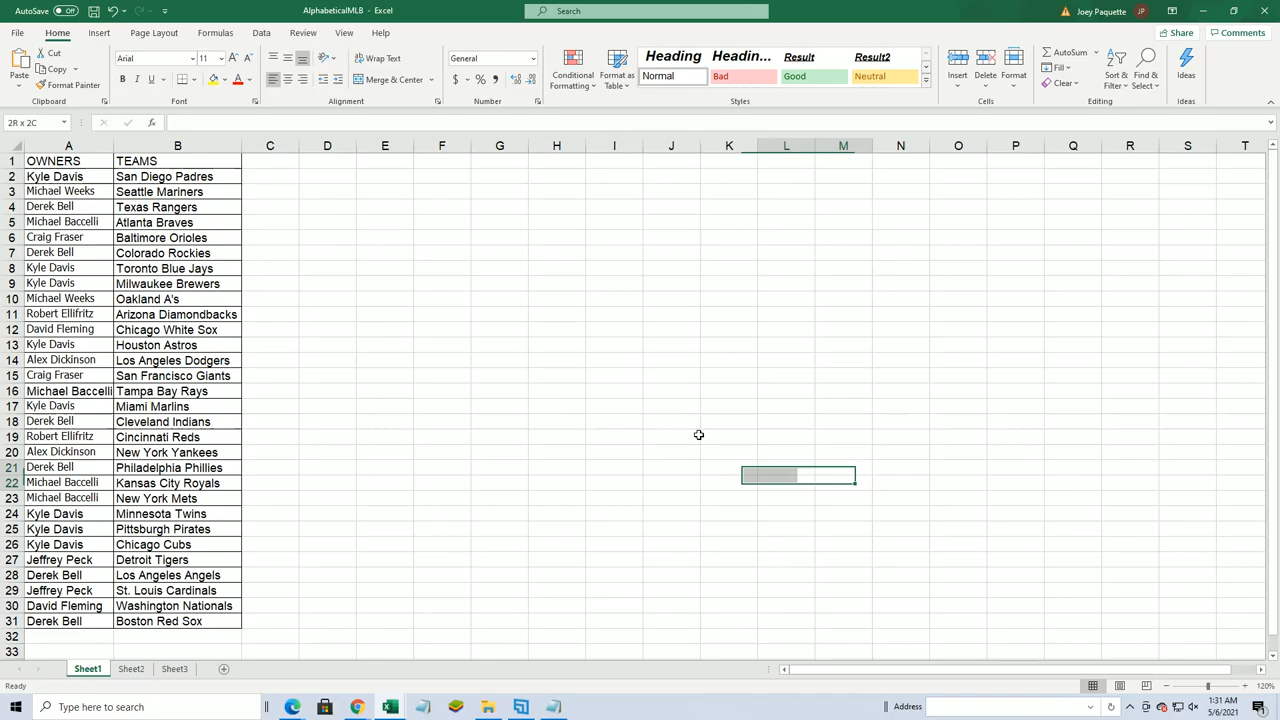 AutoSave Off AlphabeticalMLB - Excel Search Joey Paquette JP
File Home Insert Page Layout Formulas Data Review View Help Share Comments
Paste Cut Copy Format Painter Clipboard
Arial 11 B I U Font
Wrap Text Merge & Center Alignment
General $ % Number
Conditional Formatting Format as Table
Heading Headin... Result Result2
Normal Bad Good Neutral Styles
Insert Delete Format Cells
AutoSum Fill Clear Sort & Filter Find & Select Editing
Ideas Ideas
2R x 2C fx
A B C D E F G H I J K L M N O P Q R S T
1 OWNERS TEAMS
2 Kyle Davis San Diego Padres
3 Michael Weeks Seattle Mariners
4 Derek Bell Texas Rangers
5 Michael Baccelli Atlanta Braves
6 Craig Fraser Baltimore Orioles
7 Derek Bell Colorado Rockies
8 Kyle Davis Toronto Blue Jays
9 Kyle Davis Milwaukee Brewers
10 Michael Weeks Oakland A's
11 Robert Ellifritz Arizona Diamondbacks
12 David Fleming Chicago White Sox
13 Kyle Davis Houston Astros
14 Alex Dickinson Los Angeles Dodgers
15 Craig Fraser San Francisco Giants
16 Michael Baccelli Tampa Bay Rays
17 Kyle Davis Miami Marlins
18 Derek Bell Cleveland Indians
19 Robert Ellifritz Cincinnati Reds
20 Alex Dickinson New York Yankees
21 Derek Bell Philadelphia Phillies
22 Michael Baccelli Kansas City Royals
23 Michael Baccelli New York Mets
24 Kyle Davis Minnesota Twins
25 Kyle Davis Pittsburgh Pirates
26 Kyle Davis Chicago Cubs
27 Jeffrey Peck Detroit Tigers
28 Derek Bell Los Angeles Angels
29 Jeffrey Peck St. Louis Cardinals
30 David Fleming Washington Nationals
31 Derek Bell Boston Red Sox
32
33
Sheet1 Sheet2 Sheet3
Ready 120%
Type here to search Address 1:31 AM
5/6/2021